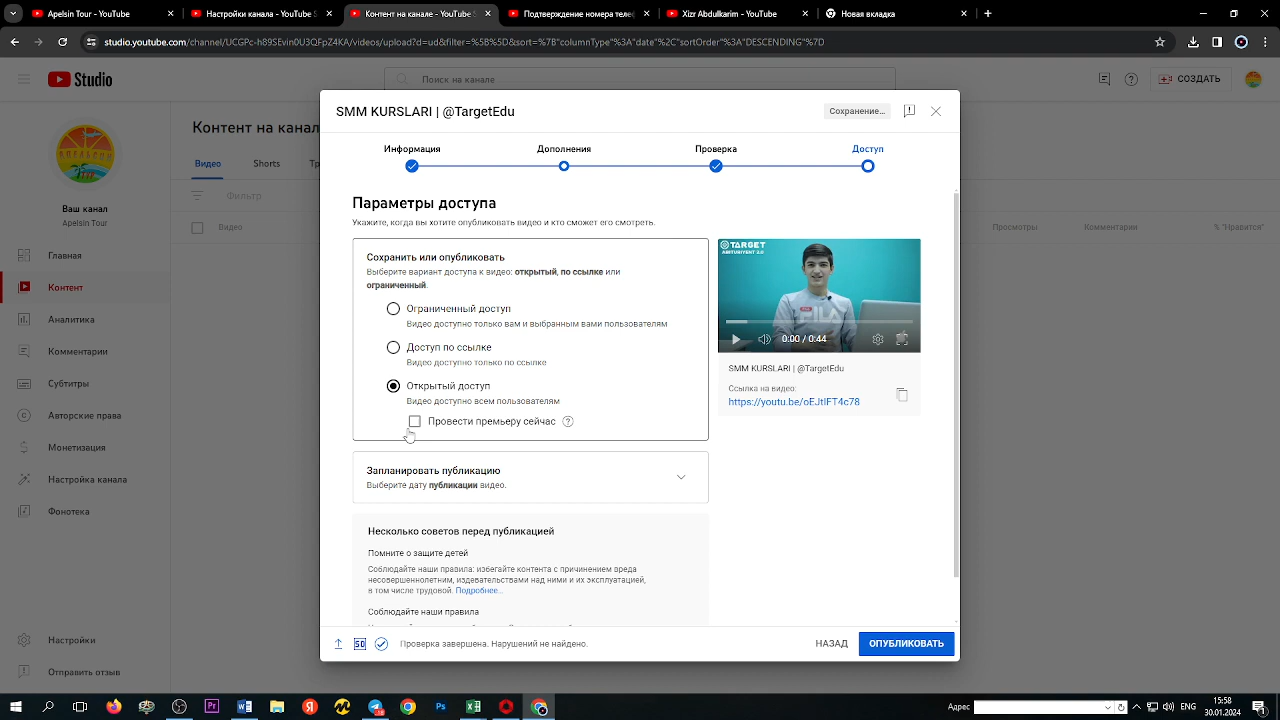 Apelsin Tour - YouTube
Настройки канала - YouTube S
Контент на канале - YouTube S
Подтверждение номера теле
Xizr Abdulkarim - YouTube
Новая вкладка
studio.youtube.com/channel/UCGPc-h89SEvin0U3QFpZ4KA/videos/upload?d=ud&filter=%5B%5D&sort=%7B"columnType"%3A"date"%2C"sortOrder"%3A"DESCENDING"%7D
Studio
Поиск на канале
СОЗДАТЬ
АПЕЛЬСИН
Ваш канал
Apelsin Tour
Главная
Контент
Аналитика
Комментарии
Субтитры
Авторские права
Монетизация
Настройка канала
Фонотека
Настройки
Отправить отзыв
Контент на канал
Видео
Shorts
Тр
Фильтр
Видео
Просмотры
Комментарии
% "Нравится"
SMM KURSLARI | @TargetEdu
Сохранение...
Информация
Дополнения
Проверка
Доступ
Параметры доступа
Укажите, когда вы хотите опубликовать видео и кто сможет его смотреть.
Сохранить или опубликовать
Выберите вариант доступа к видео: открытый, по ссылке или
ограниченный.
Ограниченный доступ
Видео доступно только вам и выбранным вами пользователям
Доступ по ссылке
Видео доступно только по ссылке
Открытый доступ
Видео доступно всем пользователям
Провести премьеру сейчас
Запланировать публикацию
Выберите дату публикации видео.
Несколько советов перед публикацией
Помните о защите детей
Соблюдайте наши правила: избегайте контента с причинением вреда
несовершеннолетним, издевательствами над ними и их эксплуатацией,
в том числе трудовой. Подробнее…
Соблюдайте наши правила
TARGET
ABITURIYENT 2.0
FILA
0:00 / 0:44
SMM KURSLARI | @TargetEdu
Ссылка на видео:
https://youtu.be/oEJtIFT4c78
SD
Проверка завершена. Нарушений не найдено.
НАЗАД
ОПУБЛИКОВАТЬ
Адрес
ENG
15:58
30.01.2024